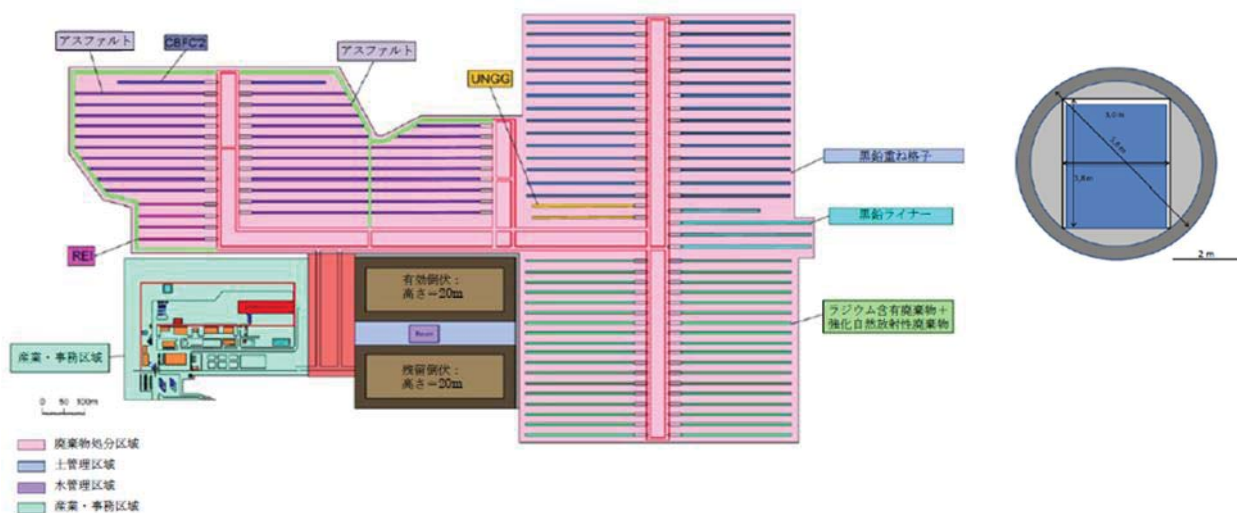 アスファルト
CBFC'2
アスファルト
UNGG
黒鉛重ね格子
黒鉛ライナー
REI
有効側伏：
高さ＝20m
残留側伏：
高さ＝20m
ラジウム含有廃棄物＋
強化自然放射性廃棄物
産業・事務区域
0 50 100m
廃棄物処分区域
土管理区域
水管理区域
産業・事務区域
2 m